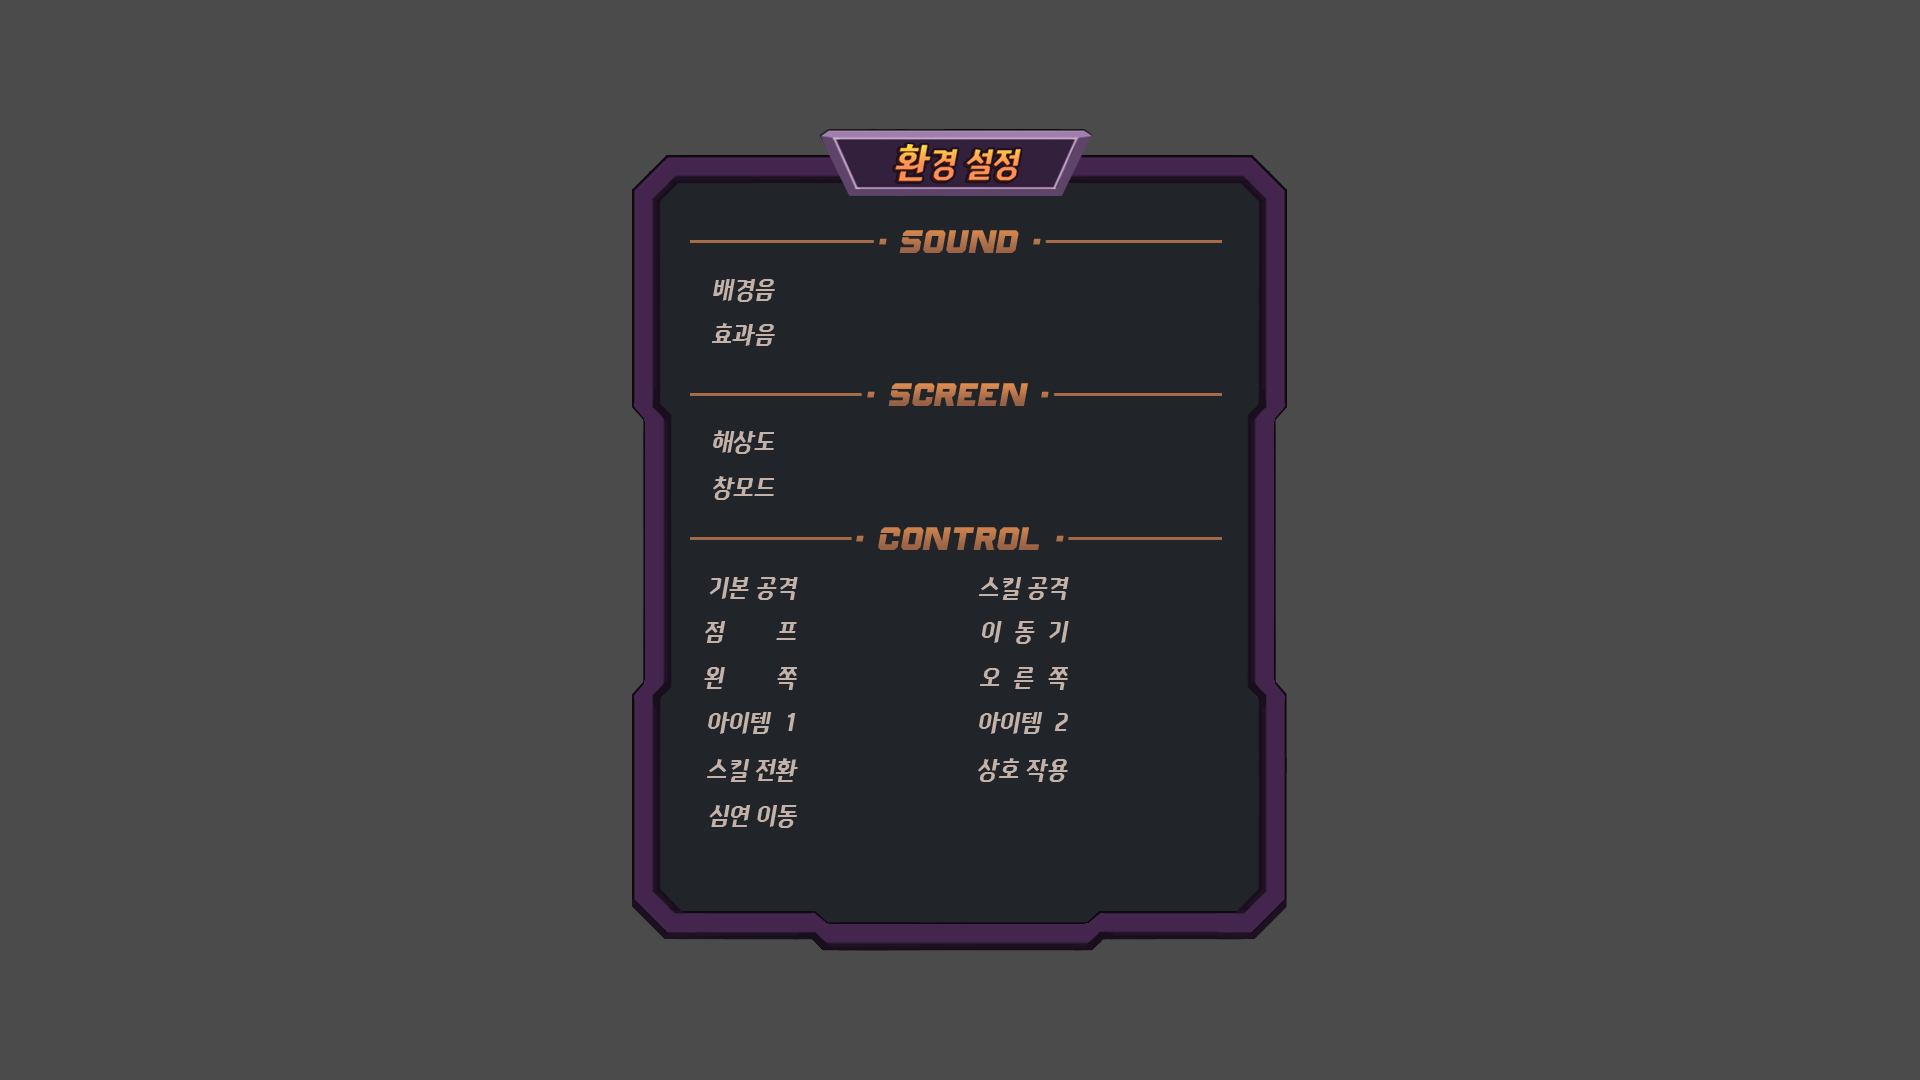 환경 설정
· SOUND ·
배경음
효과음
· SCREEN ·
해상도
창모드
· CONTROL ·
기본 공격 스킬 공격
점 프 이 동 기
왼 쪽 오 른 쪽
아이템 1 아이템 2
스킬 전환 상호 작용
심연 이동